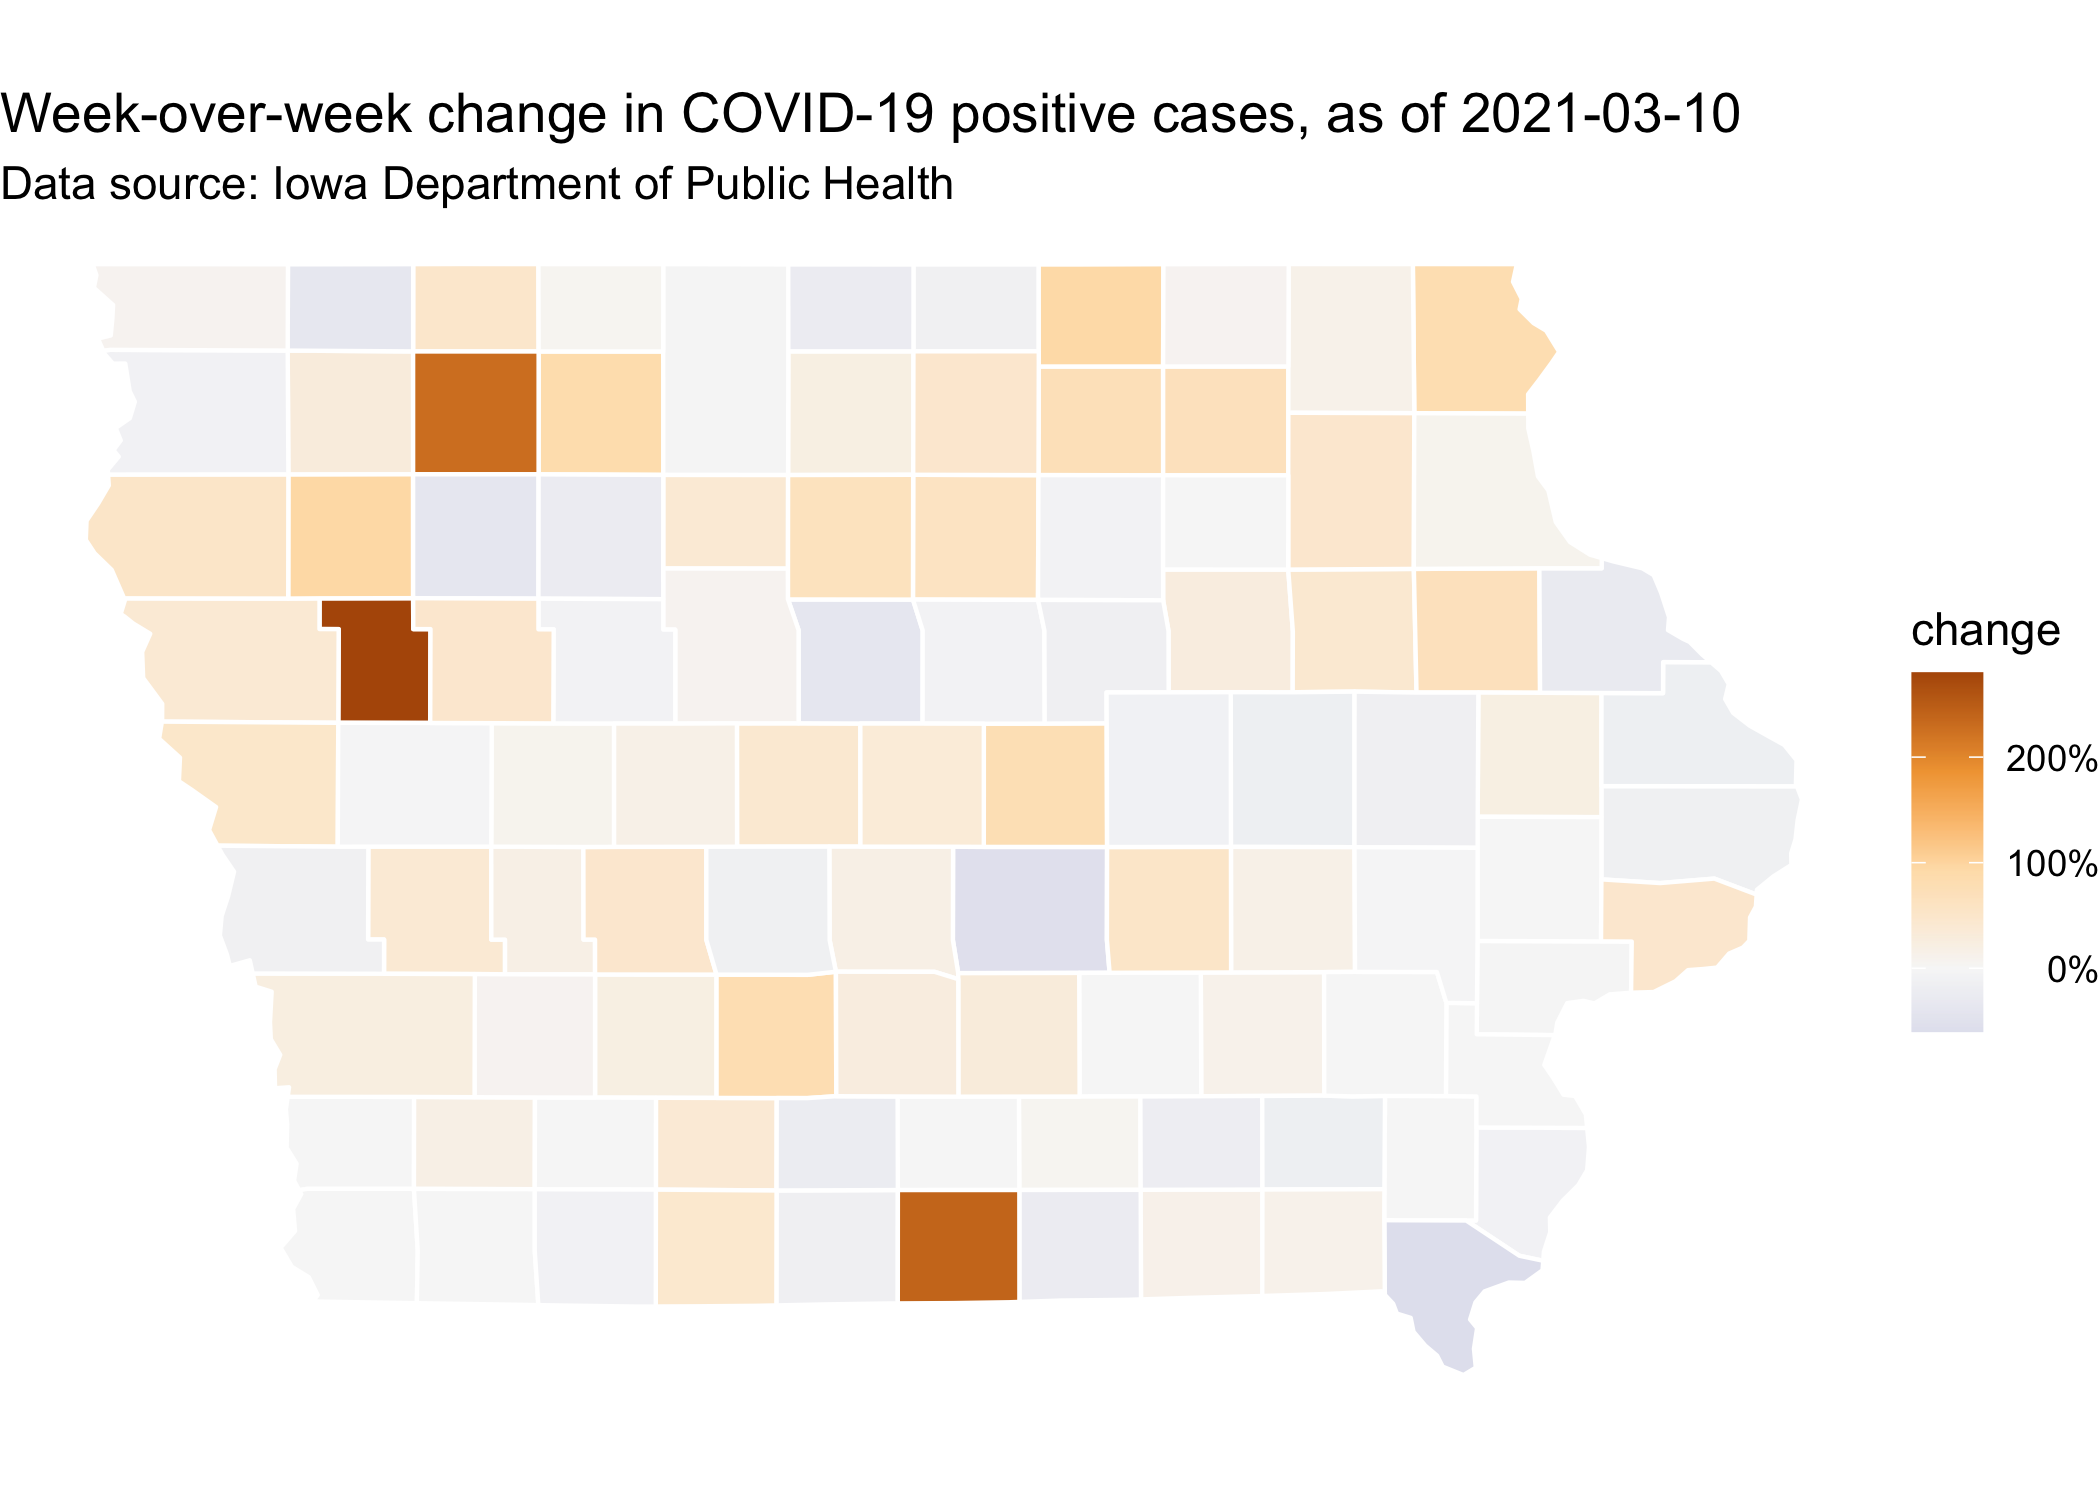 Week-over-week change in COVID-19 positive cases, as of 2021-03-10
Data source: Iowa Department of Public Health
change
200%
100%
0%